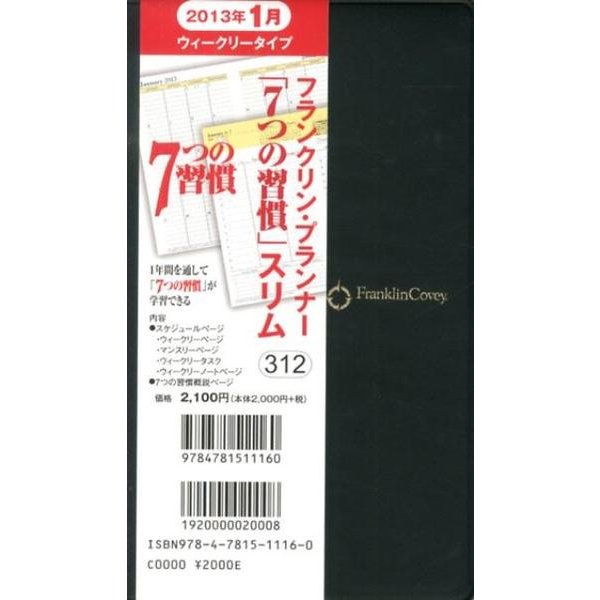 2013年1月
ウィークリータイプ
フランクリン・プランナー
「7つの習慣」スリム
312
January 2013
7つの
習慣
1年間を通して
「7つの習慣」が
学習できる
内容
●スケジュールページ
・ウィークリーページ
・マンスリーページ
・ウィークリータスク
・ウィークリーノートページ
●7つの習慣概説ページ
価格 2,100円(本体2,000円+税)
9784781511160
1920000020008
ISBN978-4-7815-1116-0
C0000 ¥2000E
FranklinCovey